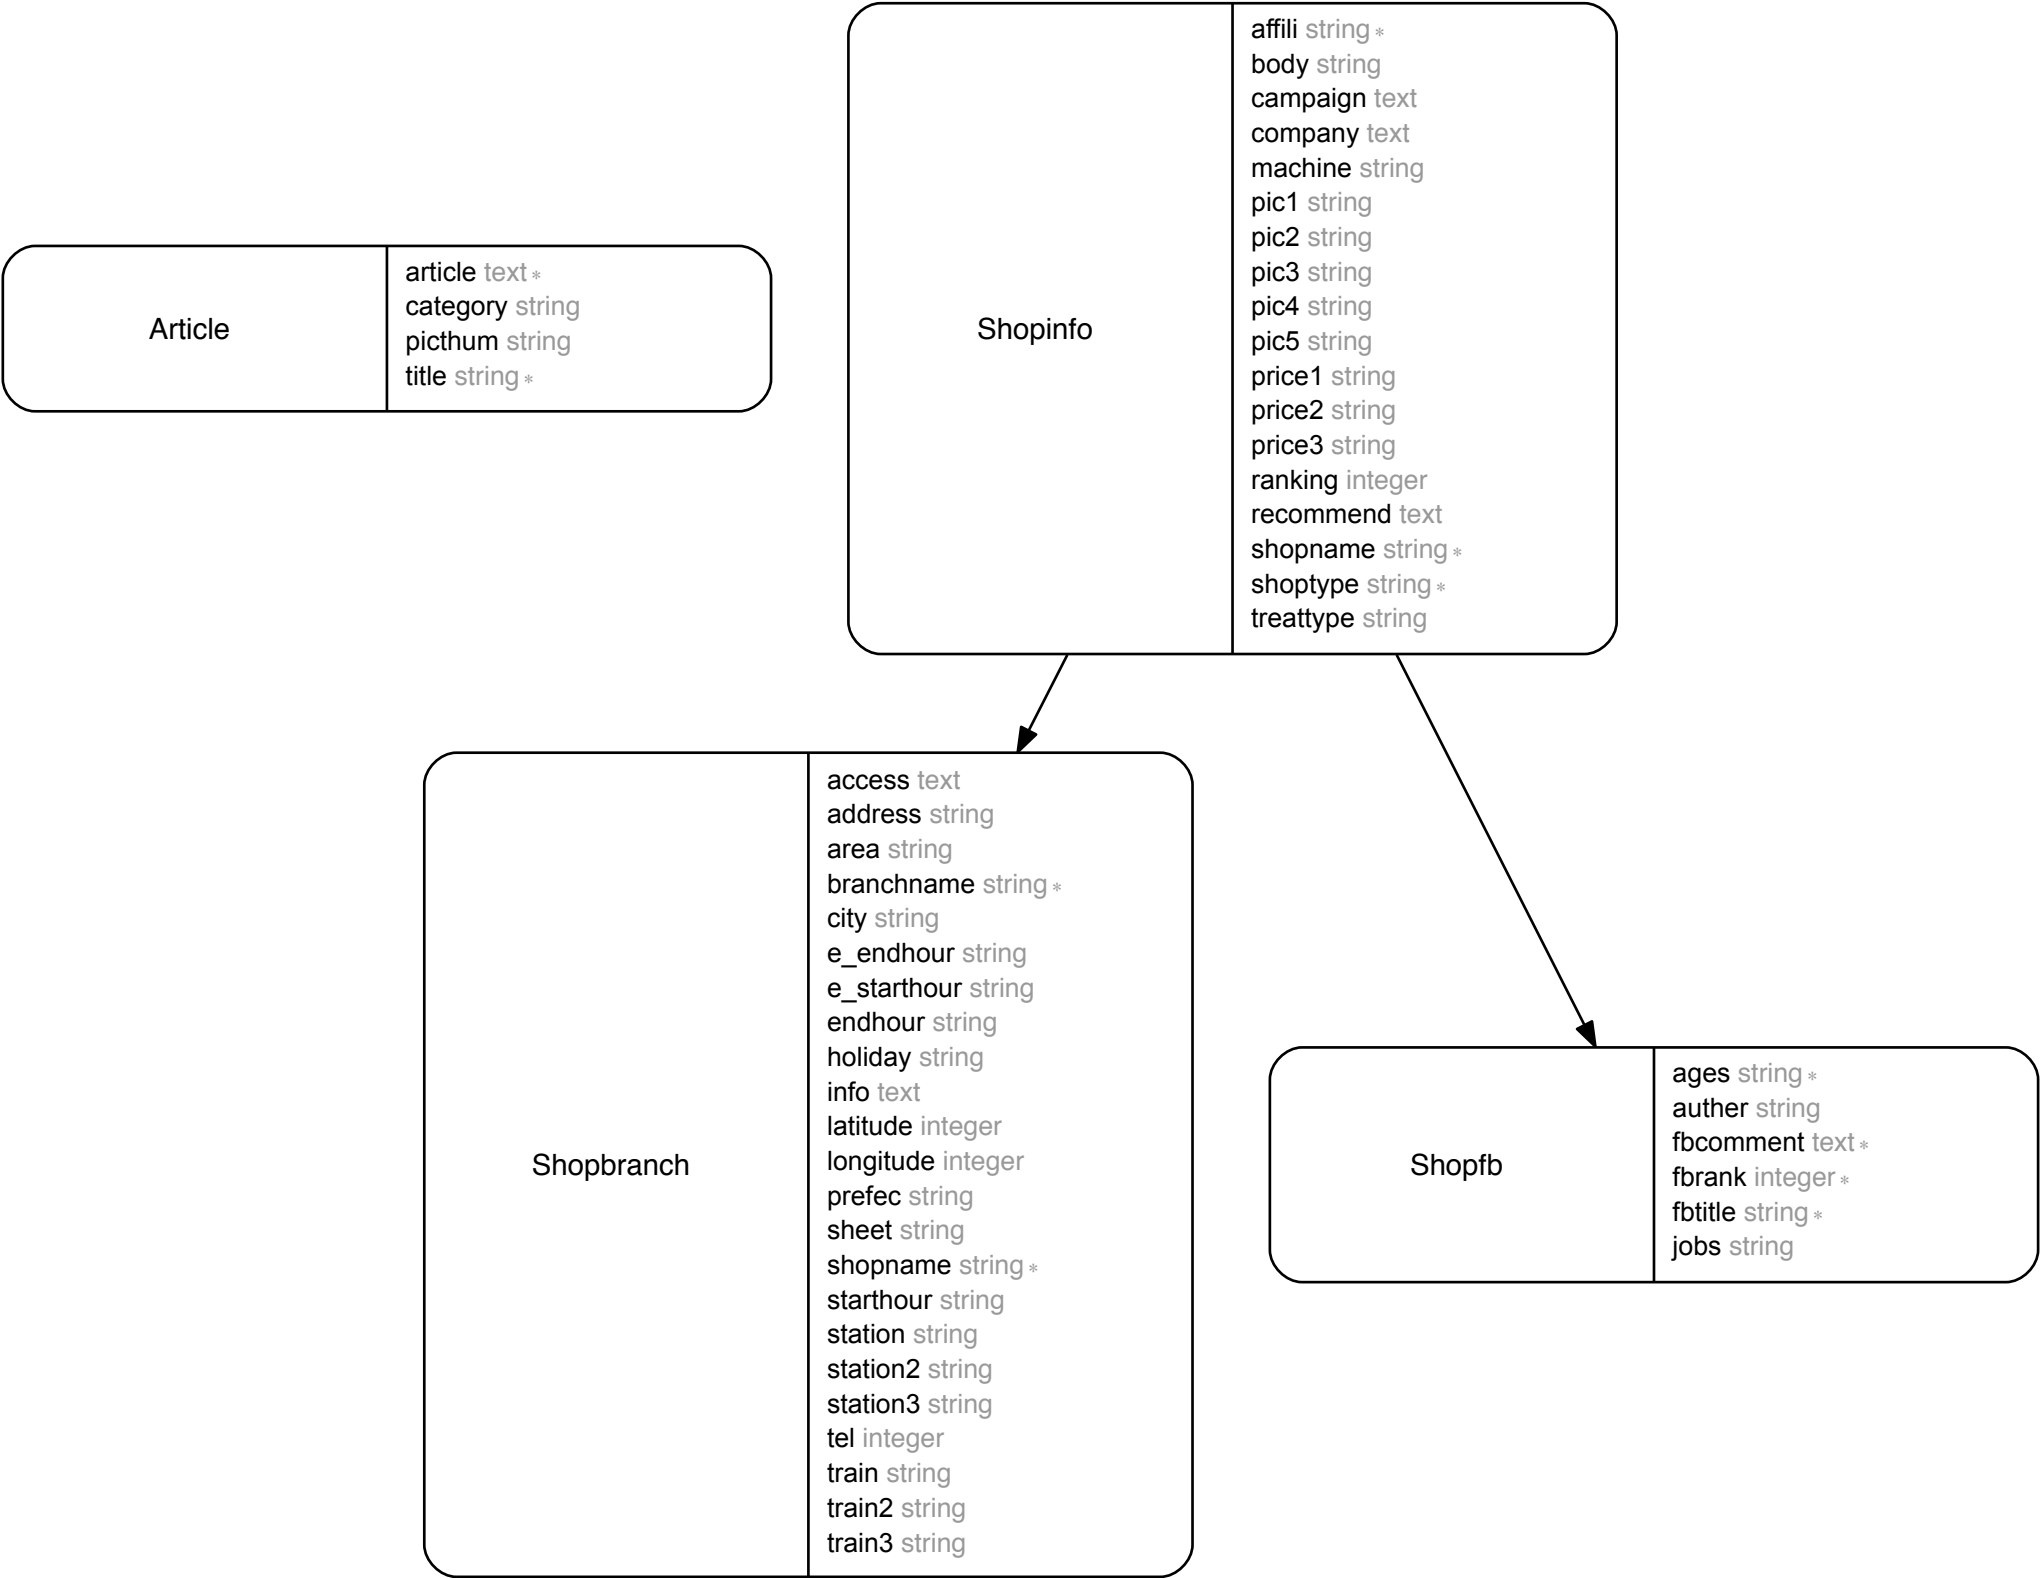 Article
article text *
category string
picthum string
title string *
Shopinfo
affili string *
body string
campaign text
company text
machine string
pic1 string
pic2 string
pic3 string
pic4 string
pic5 string
price1 string
price2 string
price3 string
ranking integer
recommend text
shopname string *
shoptype string *
treattype string
Shopbranch
access text
address string
area string
branchname string *
city string
e_endhour string
e_starthour string
endhour string
holiday string
info text
latitude integer
longitude integer
prefec string
sheet string
shopname string *
starthour string
station string
station2 string
station3 string
tel integer
train string
train2 string
train3 string
Shopfb
ages string *
auther string
fbcomment text *
fbrank integer *
fbtitle string *
jobs string